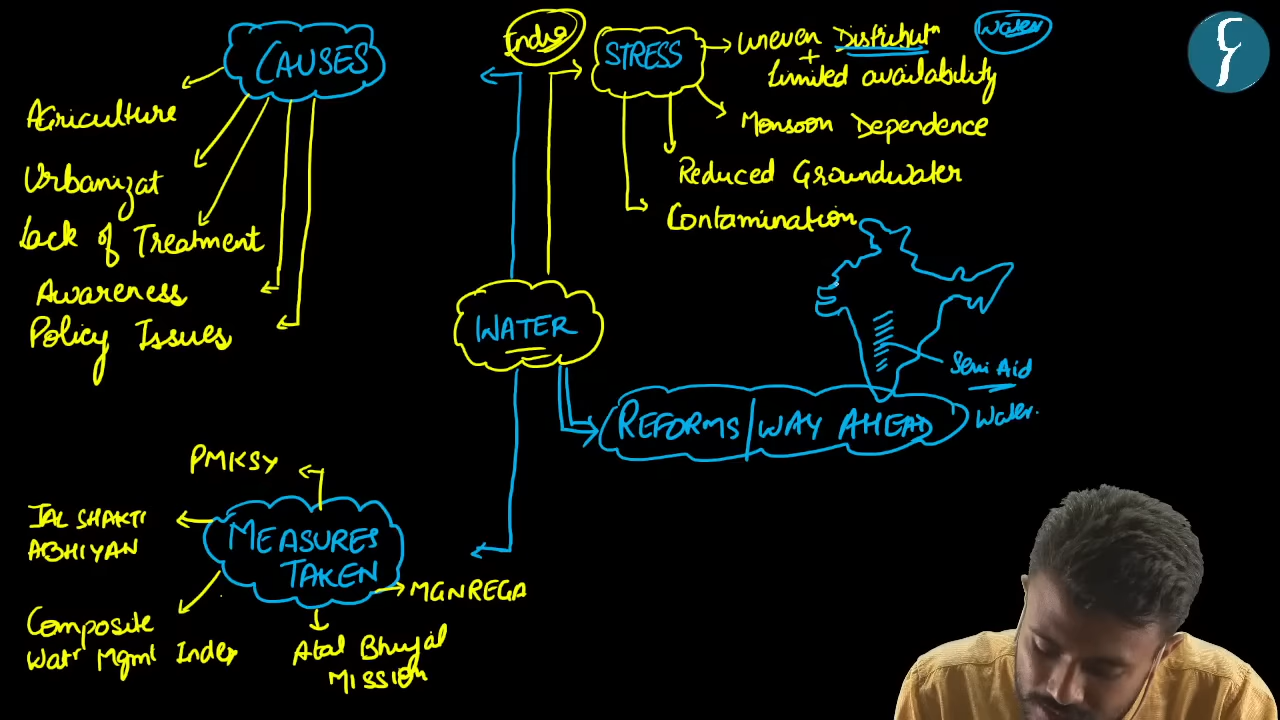 CAUSES
Agriculture
Urbanizat
Lack of Treatment
Awareness
Policy Issues
India
STRESS
Uneven Distributn
+
Limited availability
Water
Monsoon Dependence
Reduced Groundwater
Contamination
WATER
Semi Aid
Water.
REFORMS | WAY AHEAD
PMKSY
JAL SHAKTI
ABHIYAN
MEASURES
TAKEN
MGNREGA
Composite
Watr Mgmt Index
Atal Bhujal
MISSION